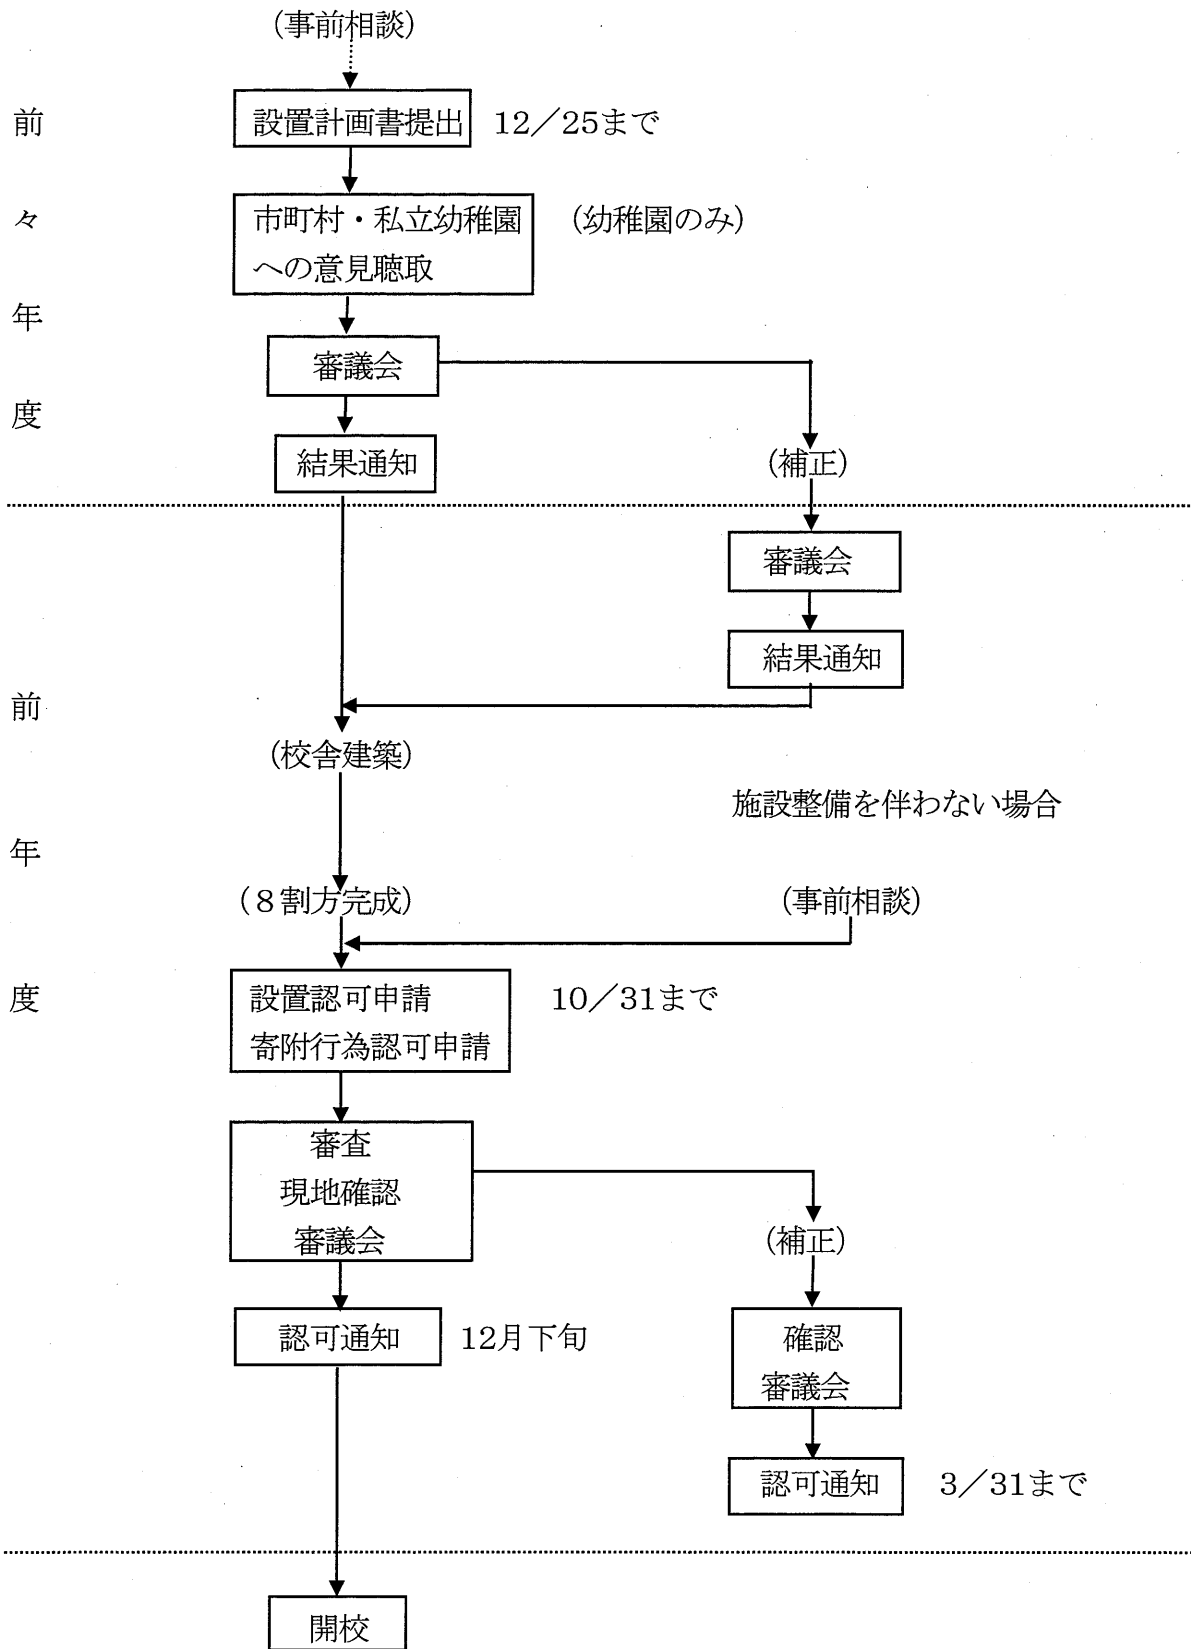 (事前相談)
前々年度
設置計画書提出
12/25まで
市町村・私立幼稚園
への意見聴取
(幼稚園のみ)
審議会
結果通知
(補正)
前年度
審議会
結果通知
(校舎建築)
施設整備を伴わない場合
(8割方完成)
(事前相談)
設置認可申請
寄附行為認可申請
10/31まで
審査
現地確認
審議会
(補正)
認可通知
12月下旬
確認
審議会
認可通知
3/31まで
開校